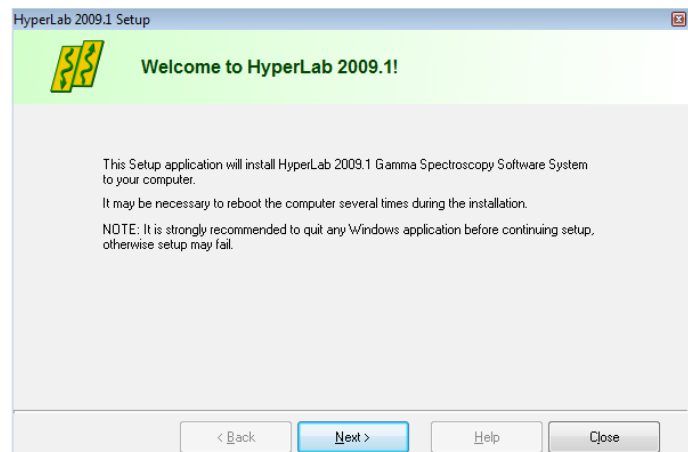 HyperLab 2009.1 Setup
Welcome to HyperLab 2009.1!
This Setup application will install HyperLab 2009.1 Gamma Spectroscopy Software System
to your computer.
It may be necessary to reboot the computer several times during the installation.
NOTE: It is strongly recommended to quit any Windows application before continuing setup,
otherwise setup may fail.
< Back Next > Help Close